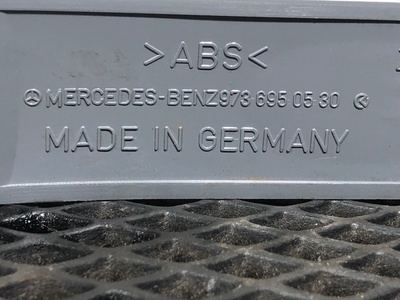 >ABS<
MERCEDES-BENZ 973 695 05 30
MADE IN GERMANY